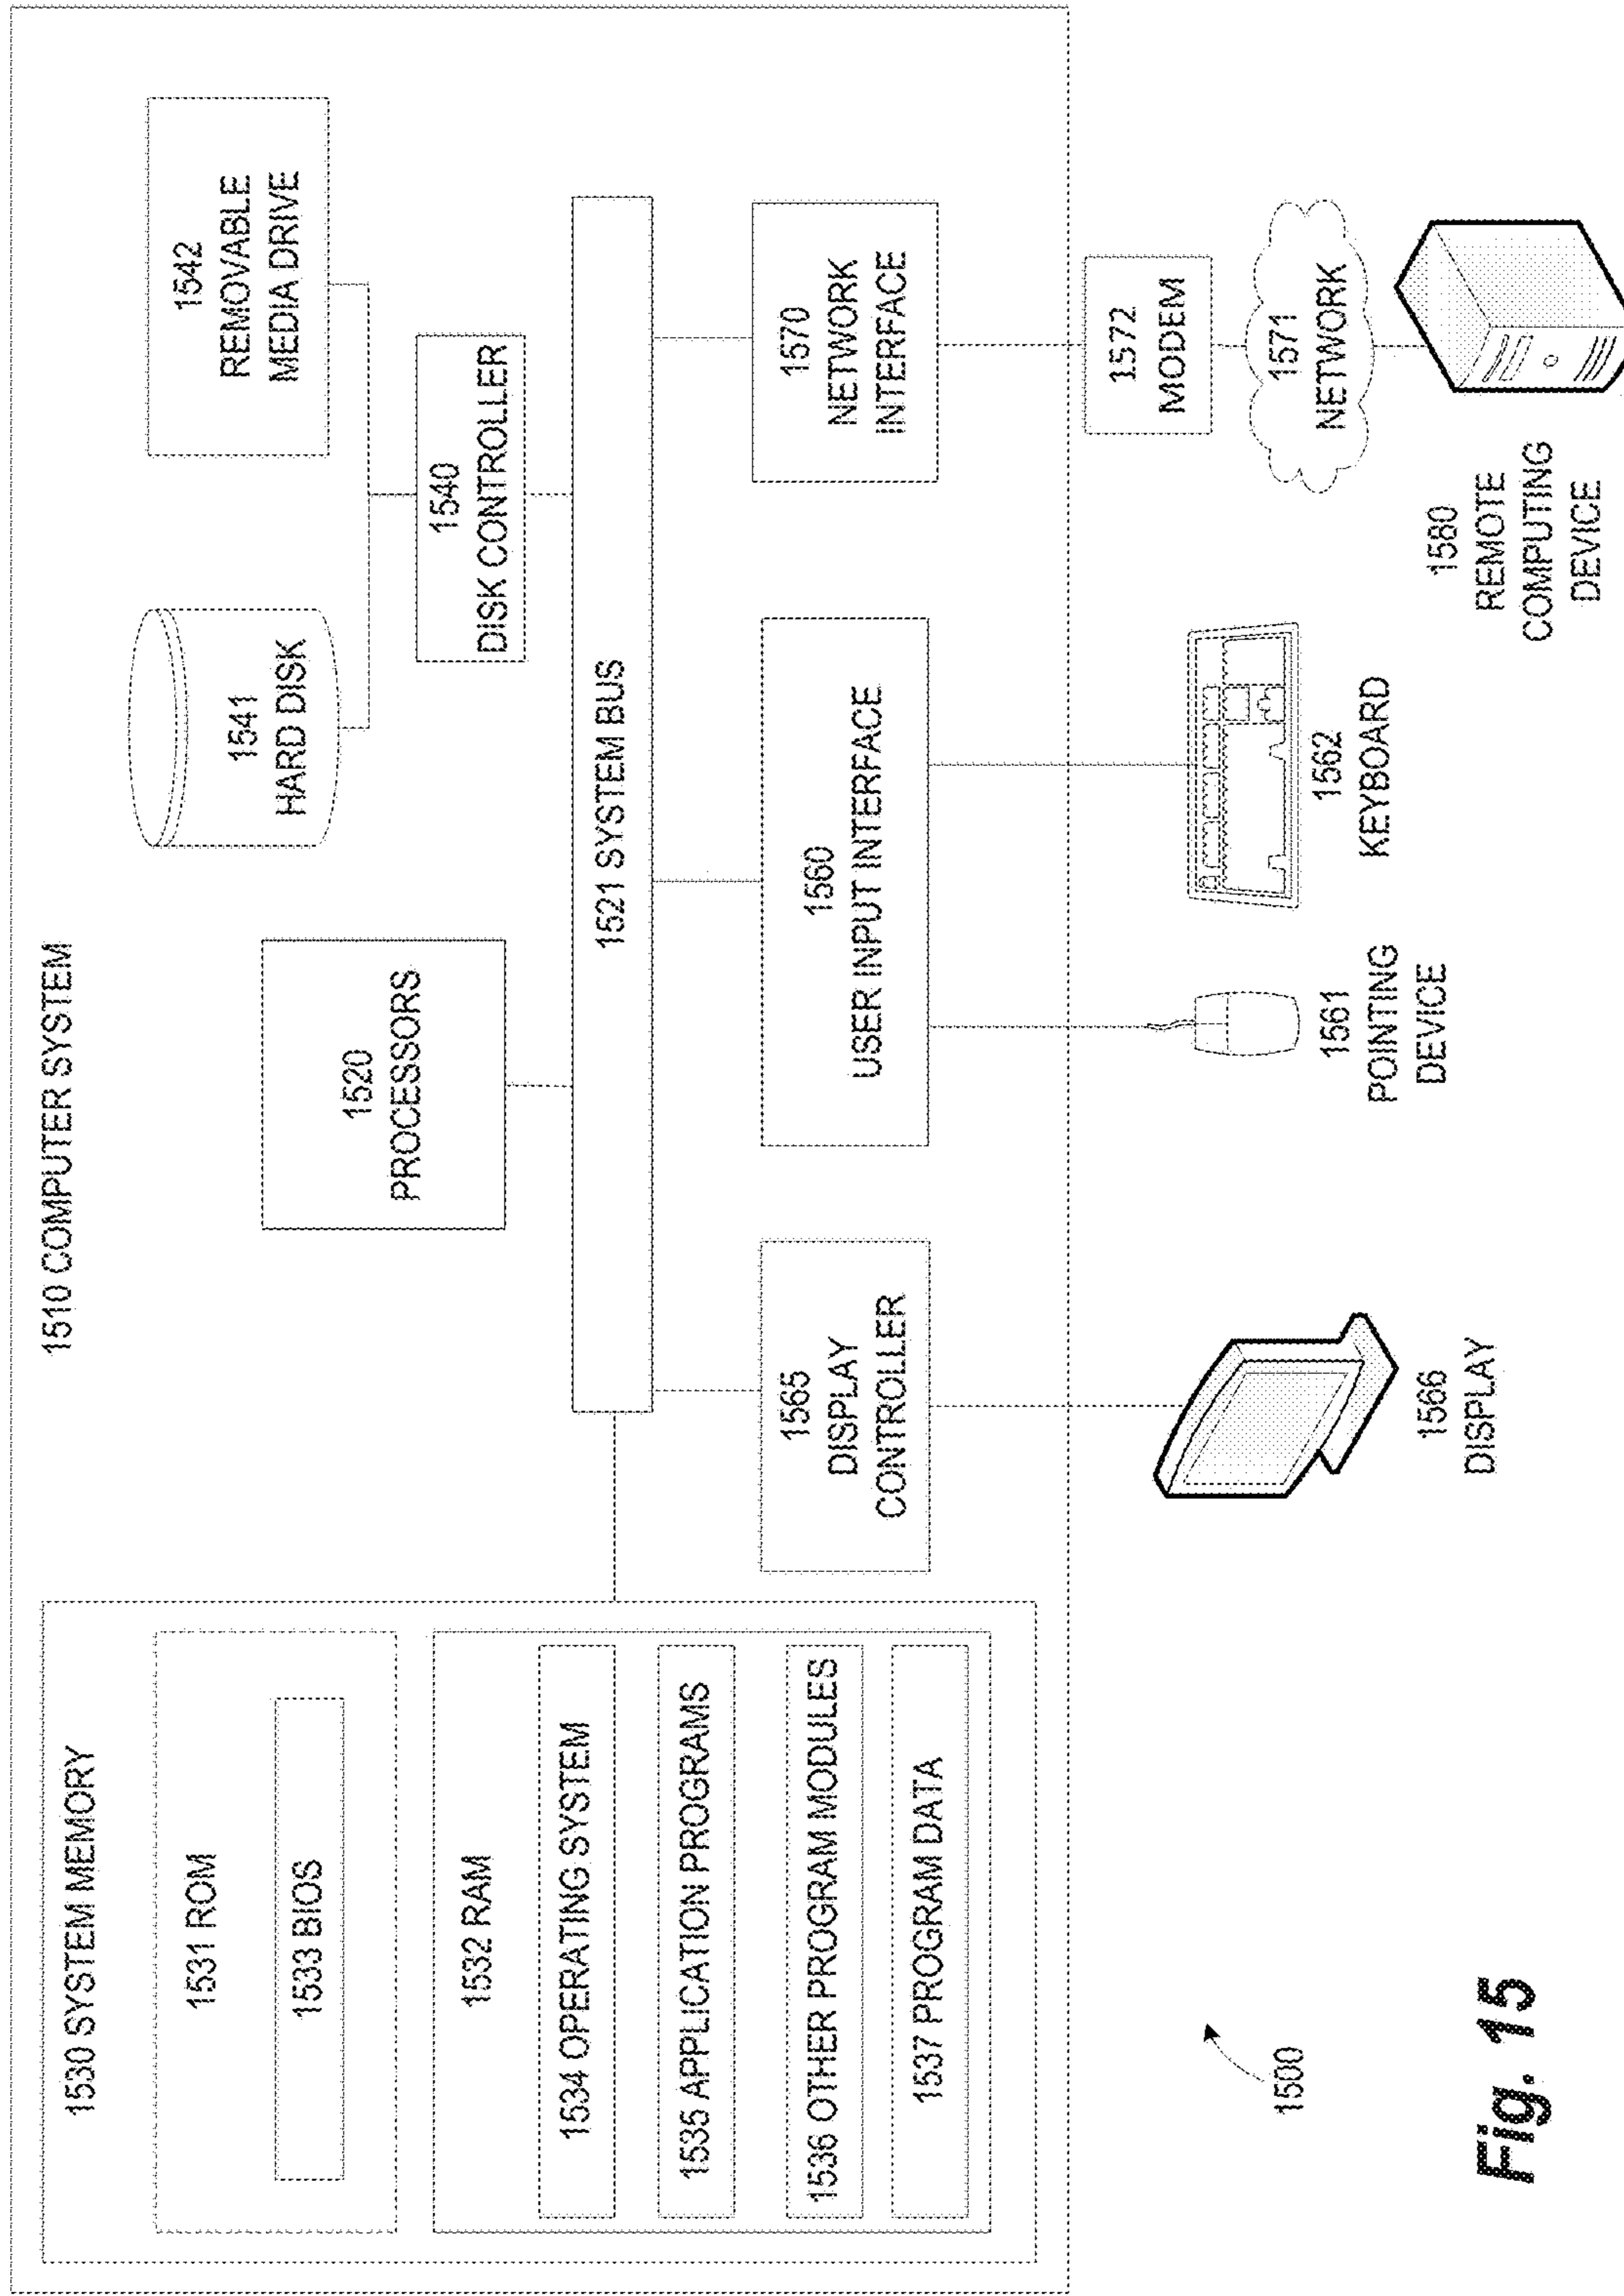 1510 COMPUTER SYSTEM
1530 SYSTEM MEMORY
1531 ROM
1533 BIOS
1532 RAM
1534 OPERATING SYSTEM
1535 APPLICATION PROGRAMS
1536 OTHER PROGRAM MODULES
1537 PROGRAM DATA
1520
PROCESSORS
1541
HARD DISK
1542
REMOVABLE
MEDIA DRIVE
1540
DISK CONTROLLER
1521 SYSTEM BUS
1565
DISPLAY
CONTROLLER
1560
USER INPUT INTERFACE
1570
NETWORK
INTERFACE
1572
MODEM
1571
NETWORK
1500
1566
DISPLAY
1561
POINTING
DEVICE
1562
KEYBOARD
1580
REMOTE
COMPUTING
DEVICE
Fig. 15